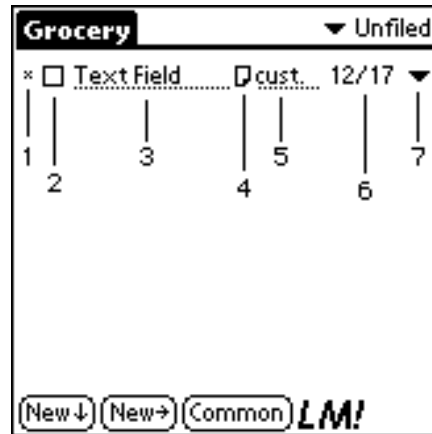 Grocery Unfiled
× Text Field cust. 12/17
1 3 5 7
2 4 6
New↓ New→ Common LM!